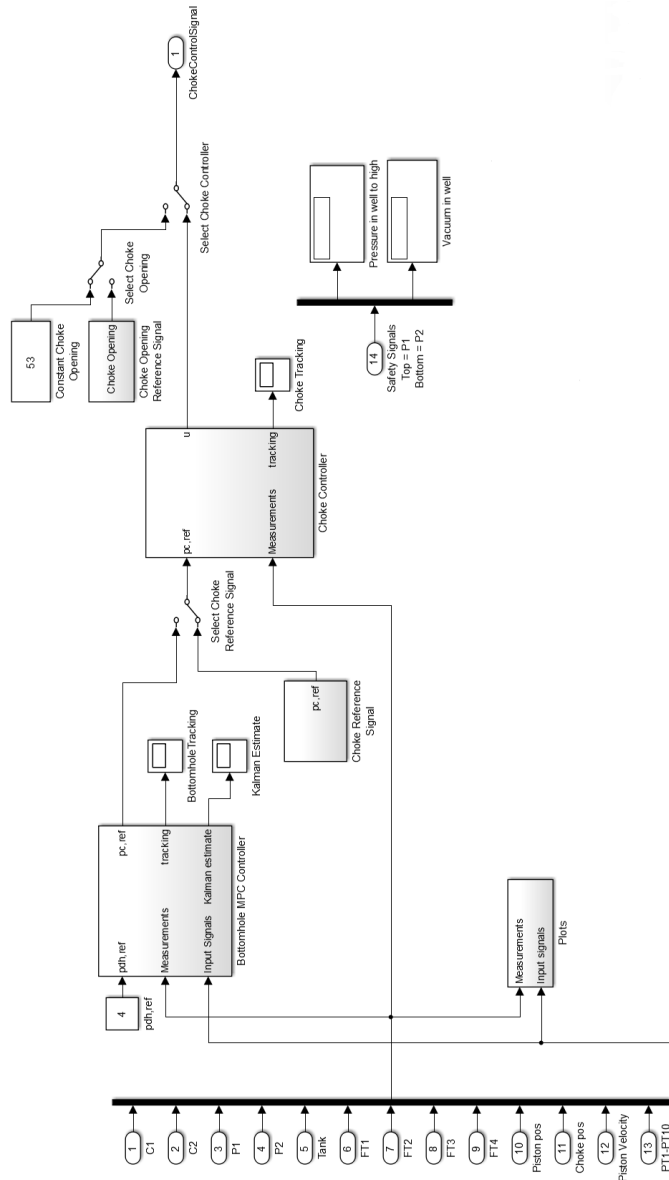 1
C1
2
C2
3
P1
4
P2
5
Tank
6
FT1
7
FT2
8
FT3
9
FT4
10
Piston pos
11
Choke pos
12
Piston Velocity
13
PT1-PT10
4
pdh,ref
pdh,ref
Measurements
Input Signals
pc,ref
tracking
Kalman estimate
Bottomhole MPC Controller
BottomholeTracking
Kalman Estimate
Measurements
Input signals
Plots
pc,ref
Choke Reference
Signal
Select Choke
Reference Signal
pc,ref
Measurements
u
tracking
Choke Controller
Choke Tracking
53
Constant Choke
Opening
Choke Opening
Choke Opening
Reference Signal
Select Choke
Opening
Select Choke Controller
1
ChokeControlSignal
14
Safety Signals
Top = P1
Bottom = P2
Pressure in well to high
Vacuum in well